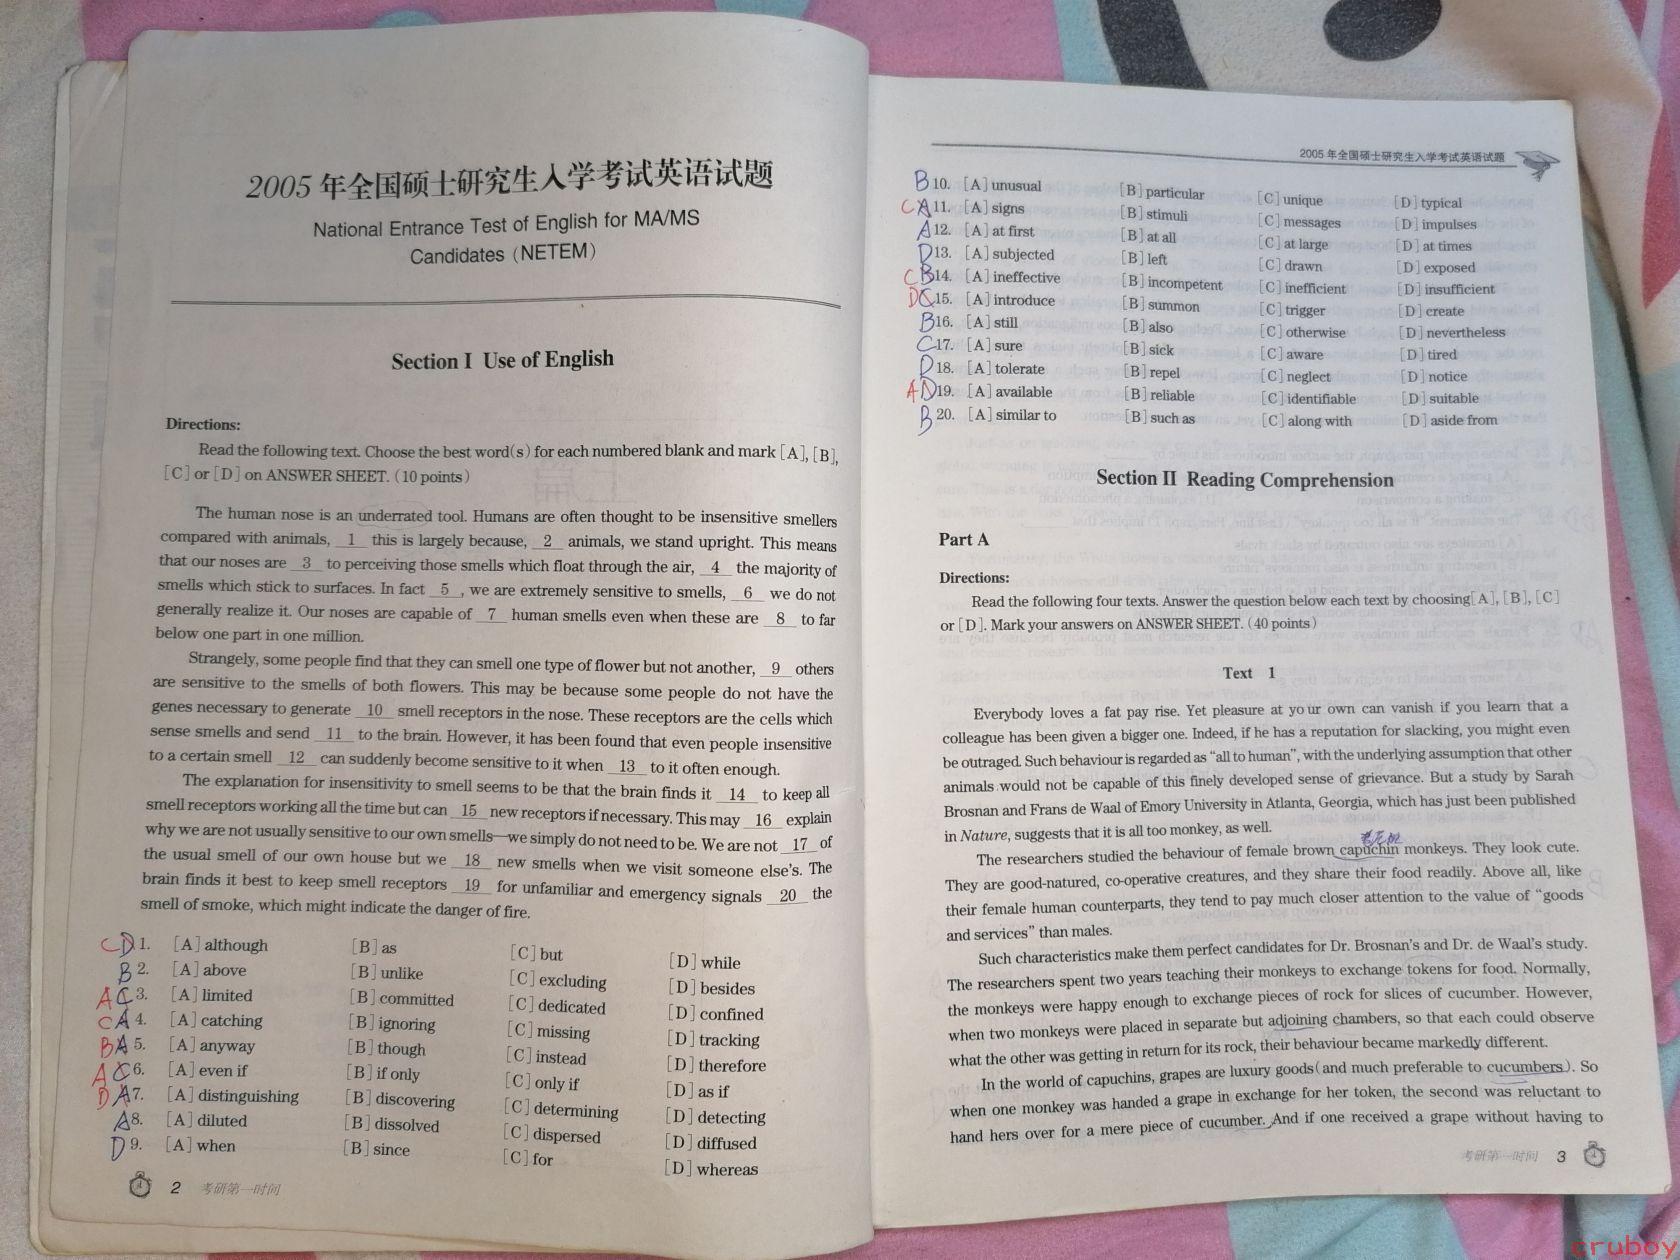 2005 年全国硕士研究生入学考试英语试题
National Entrance Test of English for MA/MS
Candidates (NETEM)
Section I Use of English
Directions:
Read the following text. Choose the best word(s) for each numbered blank and mark [A], [B],
[C] or [D] on ANSWER SHEET. (10 points)
The human nose is an underrated tool. Humans are often thought to be insensitive smellers
compared with animals, 1 this is largely because, 2 animals, we stand upright. This means
that our noses are 3 to perceiving those smells which float through the air, 4 the majority of
smells which stick to surfaces. In fact 5 , we are extremely sensitive to smells, 6 we do not
generally realize it. Our noses are capable of 7 human smells even when these are 8 to far
below one part in one million.
Strangely, some people find that they can smell one type of flower but not another, 9 others
are sensitive to the smells of both flowers. This may be because some people do not have the
genes necessary to generate 10 smell receptors in the nose. These receptors are the cells which
sense smells and send 11 to the brain. However, it has been found that even people insensitive
to a certain smell 12 can suddenly become sensitive to it when 13 to it often enough.
The explanation for insensitivity to smell seems to be that the brain finds it 14 to keep all
smell receptors working all the time but can 15 new receptors if necessary. This may 16 explain
why we are not usually sensitive to our own smells—we simply do not need to be. We are not 17 of
the usual smell of our own house but we 18 new smells when we visit someone else's. The
brain finds it best to keep smell receptors 19 for unfamiliar and emergency signals 20 the
smell of smoke, which might indicate the danger of fire.
C D 1. [A] although [B] as [C] but [D] while
B 2. [A] above [B] unlike [C] excluding [D] besides
A C 3. [A] limited [B] committed [C] dedicated [D] confined
C A 4. [A] catching [B] ignoring [C] missing [D] tracking
B A 5. [A] anyway [B] though [C] instead [D] therefore
A C 6. [A] even if [B] if only [C] only if [D] as if
D A 7. [A] distinguishing [B] discovering [C] determining [D] detecting
A 8. [A] diluted [B] dissolved [C] dispersed [D] diffused
D 9. [A] when [B] since [C] for [D] whereas
2 考研第一时间
2005 年全国硕士研究生入学考试英语试题
B 10. [A] unusual [B] particular [C] unique [D] typical
C A 11. [A] signs [B] stimuli [C] messages [D] impulses
A 12. [A] at first [B] at all [C] at large [D] at times
D 13. [A] subjected [B] left [C] drawn [D] exposed
C B 14. [A] ineffective [B] incompetent [C] inefficient [D] insufficient
D C 15. [A] introduce [B] summon [C] trigger [D] create
B 16. [A] still [B] also [C] otherwise [D] nevertheless
C 17. [A] sure [B] sick [C] aware [D] tired
D 18. [A] tolerate [B] repel [C] neglect [D] notice
A D 19. [A] available [B] reliable [C] identifiable [D] suitable
B 20. [A] similar to [B] such as [C] along with [D] aside from
Section II Reading Comprehension
Part A
Directions:
Read the following four texts. Answer the question below each text by choosing [A], [B], [C]
or [D]. Mark your answers on ANSWER SHEET. (40 points)
Text 1
Everybody loves a fat pay rise. Yet pleasure at your own can vanish if you learn that a
colleague has been given a bigger one. Indeed, if he has a reputation for slacking, you might even
be outraged. Such behaviour is regarded as "all to human", with the underlying assumption that other
animals would not be capable of this finely developed sense of grievance. But a study by Sarah
Brosnan and Frans de Waal of Emory University in Atlanta, Georgia, which has just been published
in Nature, suggests that it is all too monkey, as well.
The researchers studied the behaviour of female brown capuchin monkeys. They look cute.
They are good-natured, co-operative creatures, and they share their food readily. Above all, like
their female human counterparts, they tend to pay much closer attention to the value of "goods
and services" than males.
Such characteristics make them perfect candidates for Dr. Brosnan's and Dr. de Waal's study.
The researchers spent two years teaching their monkeys to exchange tokens for food. Normally,
the monkeys were happy enough to exchange pieces of rock for slices of cucumber. However,
when two monkeys were placed in separate but adjoining chambers, so that each could observe
what the other was getting in return for its rock, their behaviour became markedly different.
In the world of capuchins, grapes are luxury goods (and much preferable to cucumbers). So
when one monkey was handed a grape in exchange for her token, the second was reluctant to
hand hers over for a mere piece of cucumber. And if one received a grape without having to
考研第一时间 3
cruboy